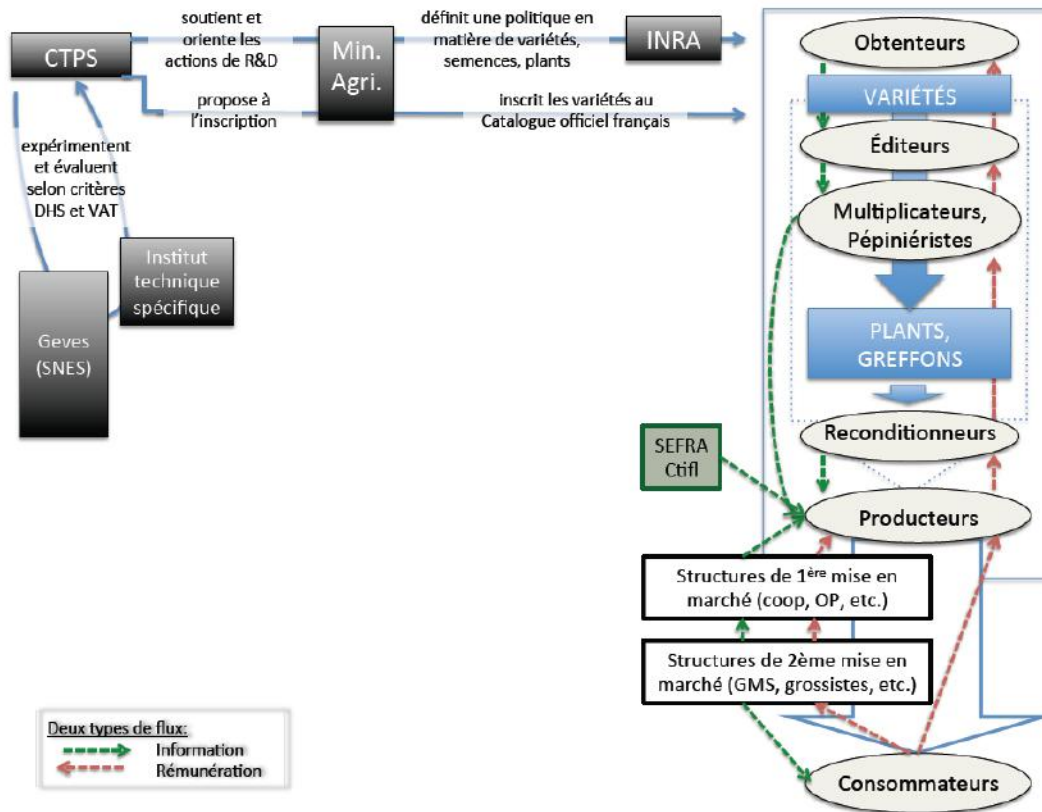 CTPS
soutient et
oriente les
actions de R&D
propose à
l'inscription
Min.
Agri.
définit une politique en
matière de variétés,
semences, plants
inscrit les variétés au
Catalogue officiel français
INRA
expérimentent
et évaluent
selon critères
DHS et VAT
Institut
technique
spécifique
Geves
(SNES)
Obtenteurs
VARIÉTÉS
Éditeurs
Multiplicateurs,
Pépiniéristes
PLANTS,
GREFFONS
Reconditionneurs
SEFRA
Ctifl
Producteurs
Structures de 1ère mise en
marché (coop, OP, etc.)
Structures de 2ème mise en
marché (GMS, grossistes, etc.)
Consommateurs
Deux types de flux:
Information
Rémunération